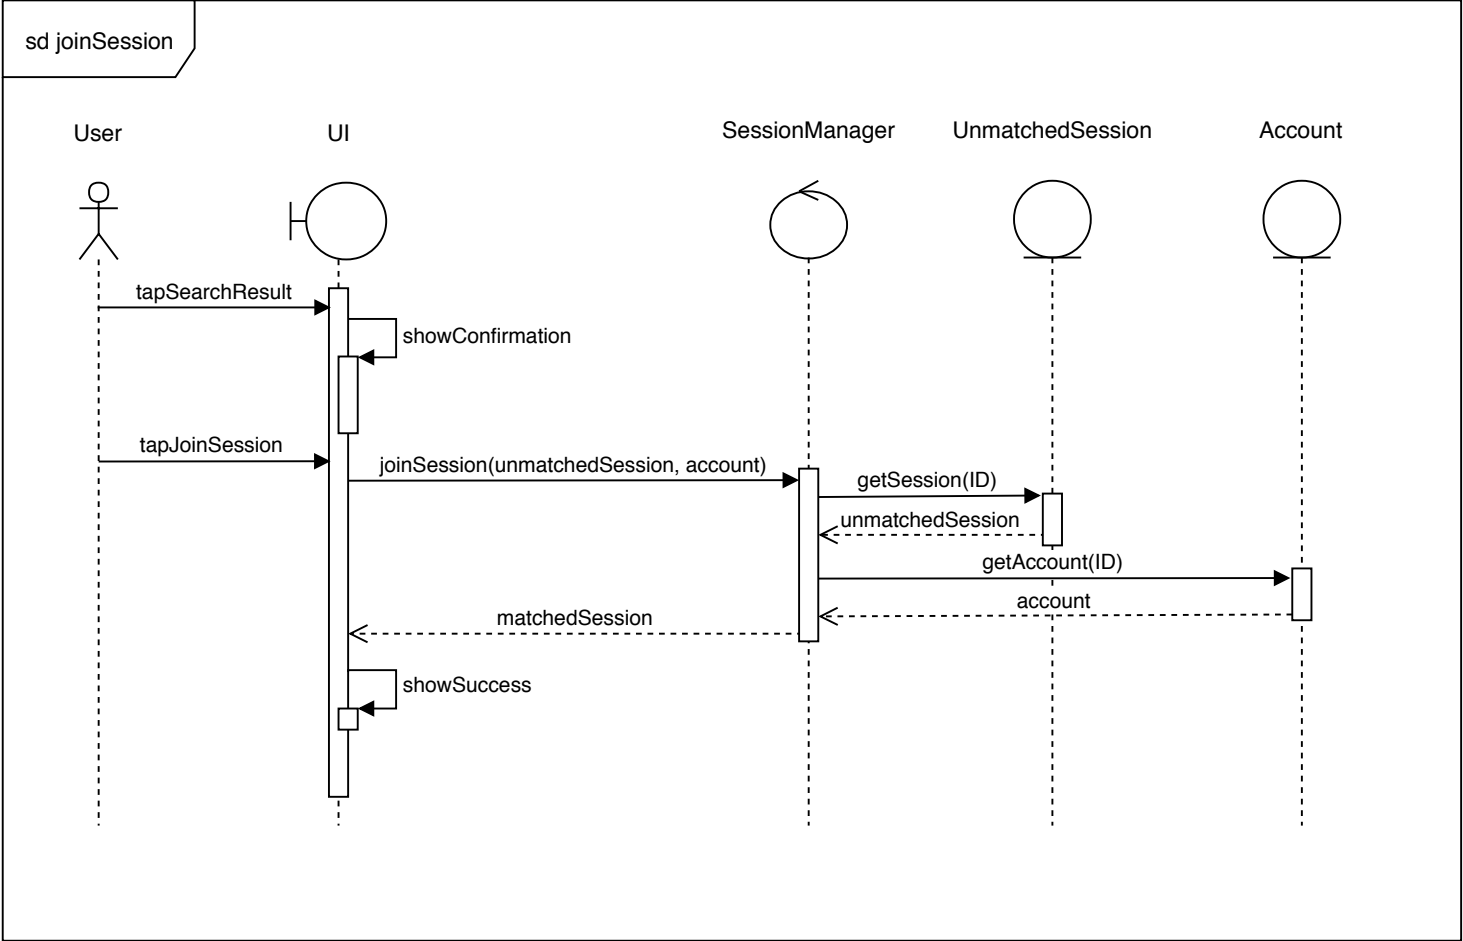 sd joinSession
User
UI
SessionManager
UnmatchedSession
Account
tapSearchResult
showConfirmation
tapJoinSession
joinSession(unmatchedSession, account)
getSession(ID)
unmatchedSession
getAccount(ID)
account
matchedSession
showSuccess